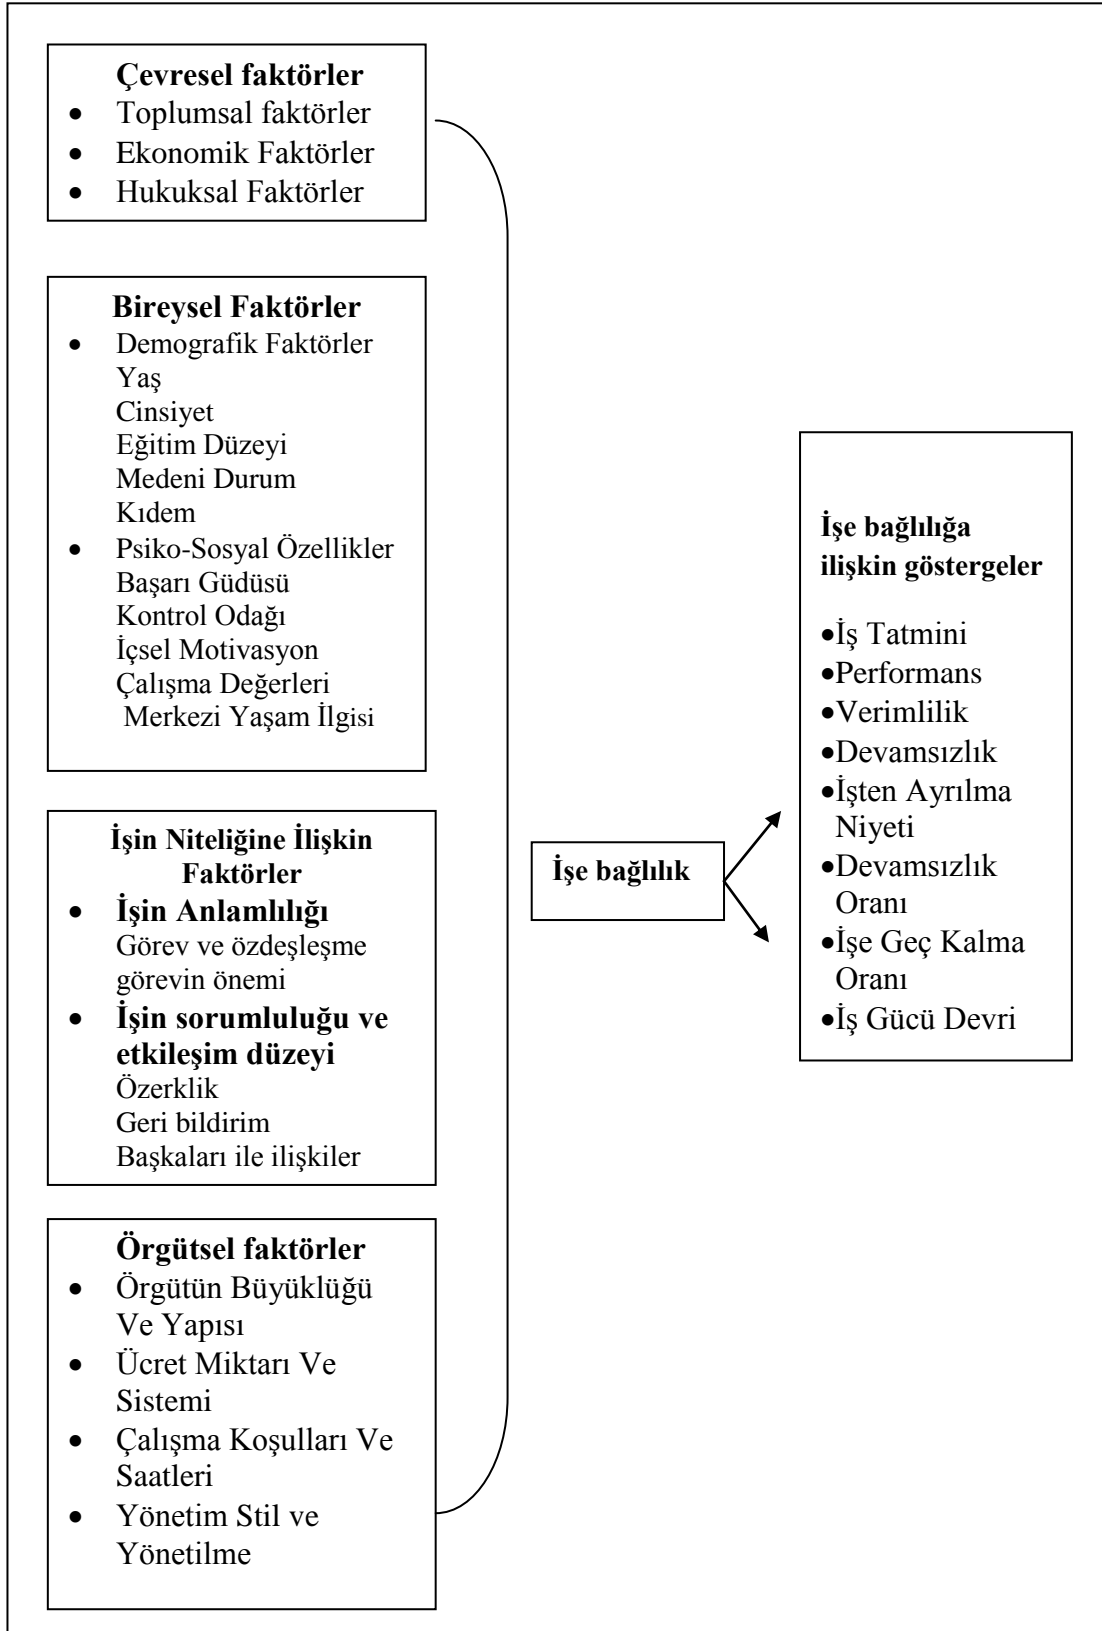 Çevresel faktörler
• Toplumsal faktörler
• Ekonomik Faktörler
• Hukuksal Faktörler
Bireysel Faktörler
• Demografik Faktörler
Yaş
Cinsiyet
Eğitim Düzeyi
Medeni Durum
Kıdem
• Psiko-Sosyal Özellikler
Başarı Güdüsü
Kontrol Odağı
İçsel Motivasyon
Çalışma Değerleri
Merkezi Yaşam İlgisi
İşin Niteliğine İlişkin
Faktörler
• İşin Anlamlılığı
Görev ve özdeşleşme
görevin önemi
• İşin sorumluluğu ve
etkileşim düzeyi
Özerklik
Geri bildirim
Başkaları ile ilişkiler
Örgütsel faktörler
• Örgütün Büyüklüğü
Ve Yapısı
• Ücret Miktarı Ve
Sistemi
• Çalışma Koşulları Ve
Saatleri
• Yönetim Stil ve
Yönetilme
İşe bağlılık
İşe bağlılığa
ilişkin göstergeler
•İş Tatmini
•Performans
•Verimlilik
•Devamsızlık
•İşten Ayrılma
Niyeti
•Devamsızlık
Oranı
•İşe Geç Kalma
Oranı
•İş Gücü Devri